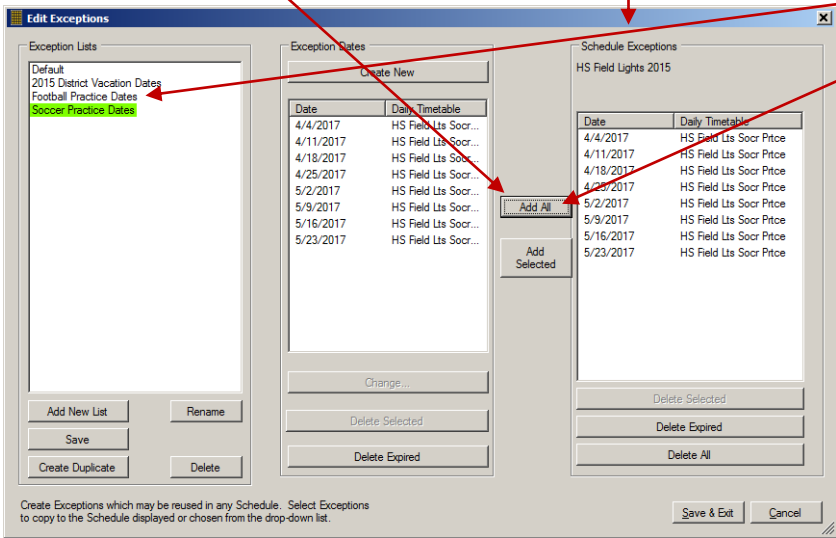 Edit Exceptions
Exception Lists
Default
2015 District Vacation Dates
Football Practice Dates
Soccer Practice Dates
Add New List
Rename
Save
Create Duplicate
Delete
Exception Dates
Create New
Date Daily Timetable
4/4/2017 HS Field Lts Socr...
4/11/2017 HS Field Lts Socr...
4/18/2017 HS Field Lts Socr...
4/25/2017 HS Field Lts Socr...
5/2/2017 HS Field Lts Socr...
5/9/2017 HS Field Lts Socr...
5/16/2017 HS Field Lts Socr...
5/23/2017 HS Field Lts Socr...
Change...
Delete Selected
Delete Expired
Add All
Add
Selected
Schedule Exceptions
HS Field Lights 2015
Date Daily Timetable
4/4/2017 HS Field Lts Socr Prtce
4/11/2017 HS Field Lts Socr Prtce
4/18/2017 HS Field Lts Socr Prtce
4/25/2017 HS Field Lts Socr Prtce
5/2/2017 HS Field Lts Socr Prtce
5/9/2017 HS Field Lts Socr Prtce
5/16/2017 HS Field Lts Socr Prtce
5/23/2017 HS Field Lts Socr Prtce
Delete Selected
Delete Expired
Delete All
Create Exceptions which may be reused in any Schedule. Select Exceptions
to copy to the Schedule displayed or chosen from the drop-down list.
Save & Exit
Cancel